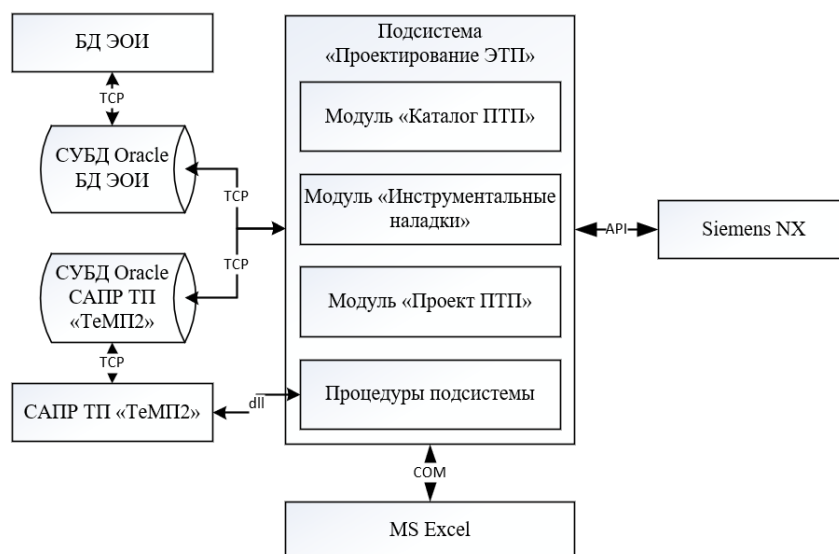 БД ЭОИ
TCP
СУБД Oracle
БД ЭОИ
TCP
TCP
СУБД Oracle
САПР ТП
«ТеМП2»
TCP
САПР ТП «ТеМП2»
dll
Подсистема
«Проектирование ЭТП»
Модуль «Каталог ПТП»
Модуль «Инструментальные
наладки»
Модуль «Проект ПТП»
Процедуры подсистемы
API
Siemens NX
COM
MS Excel